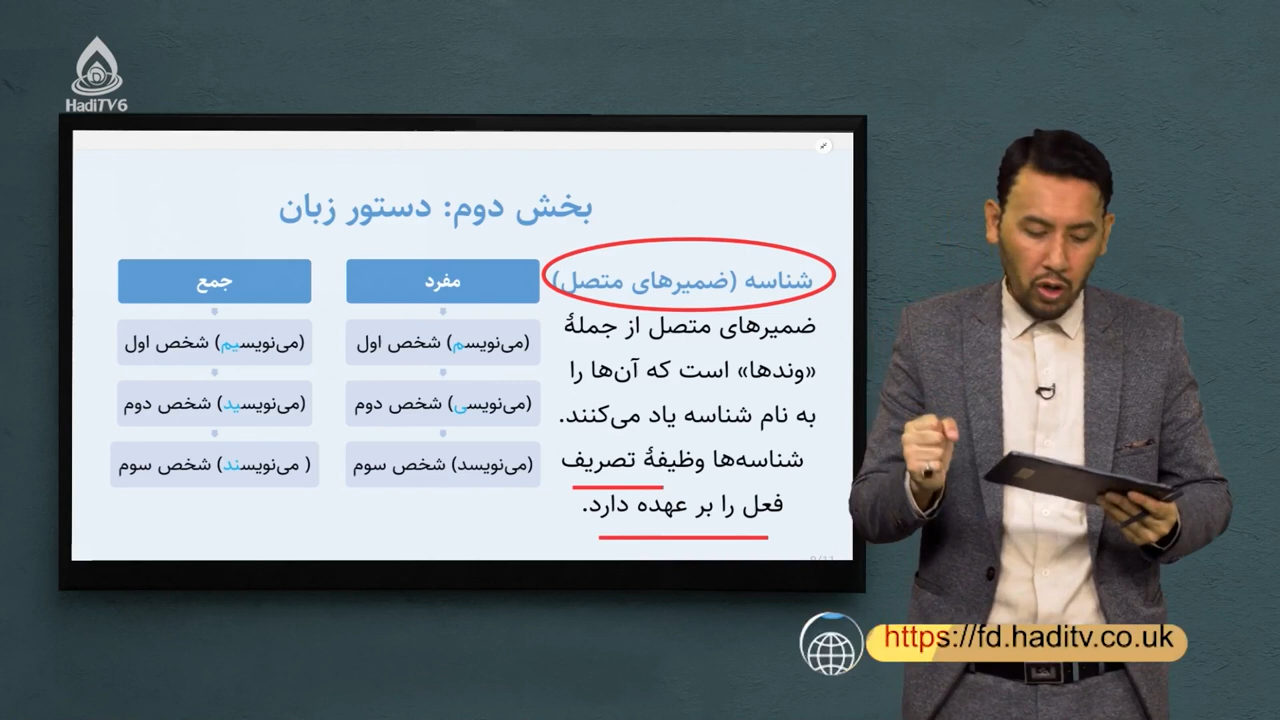 HadiTV6
بخش دوم: دستور زبان
شناسه (ضمیرهای متصل)
ضمیرهای متصل از جملهٔ
«وندها» است که آن‌ها را
به نام شناسه یاد می‌کنند.
شناسه‌ها وظیفهٔ تصریف
فعل را بر عهده دارد.
مفرد
(می‌نویسم) شخص اول
(می‌نویسی) شخص دوم
(می‌نویسد) شخص سوم
جمع
(می‌نویسیم) شخص اول
(می‌نویسید) شخص دوم
( می‌نویسند) شخص سوم
https://fd.haditv.co.uk